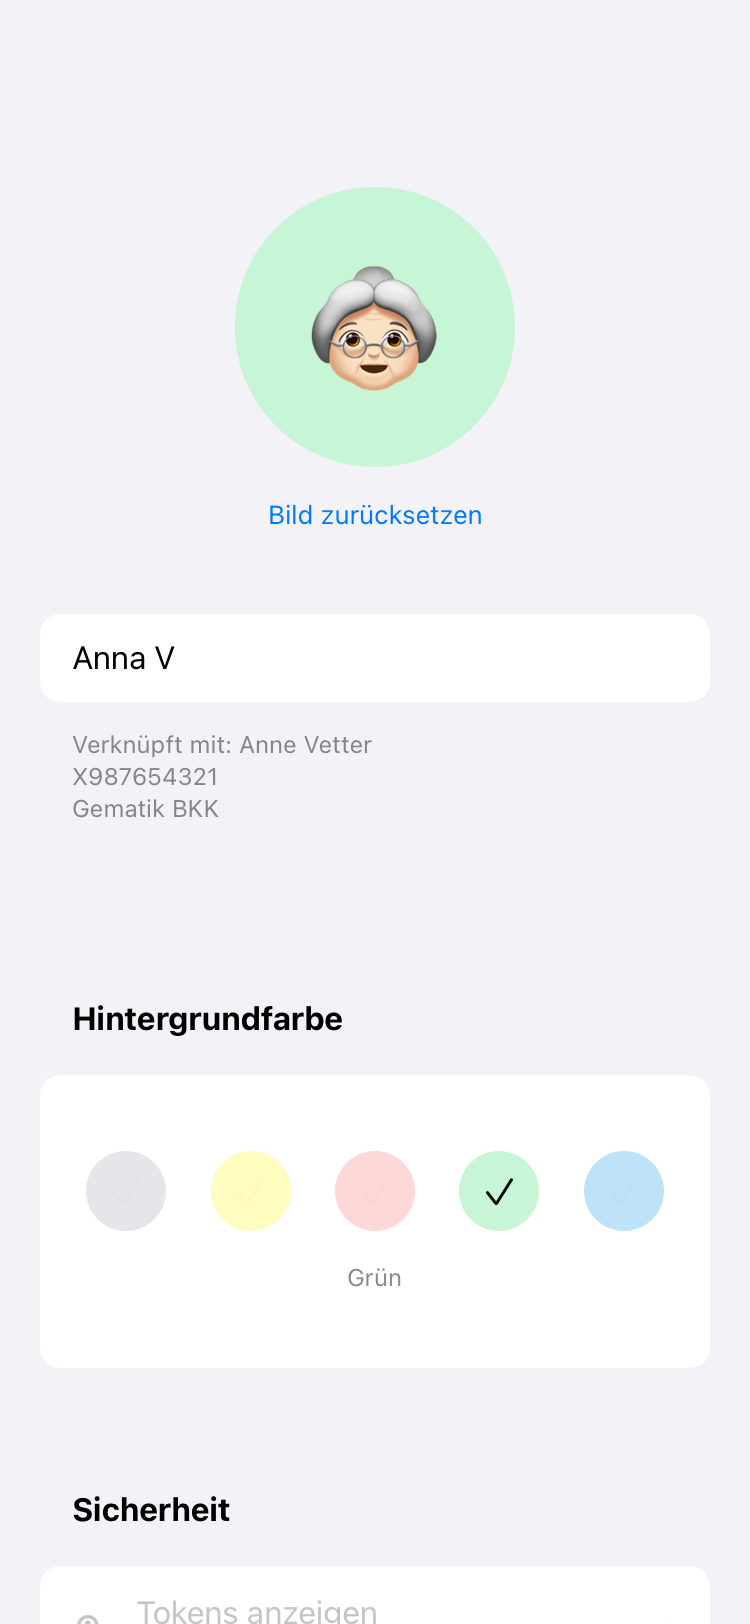 Bild zurücksetzen
Anna V
Verknüpft mit: Anne Vetter
X987654321
Gematik BKK
Hintergrundfarbe
Grün
Sicherheit
Tokens anzeigen